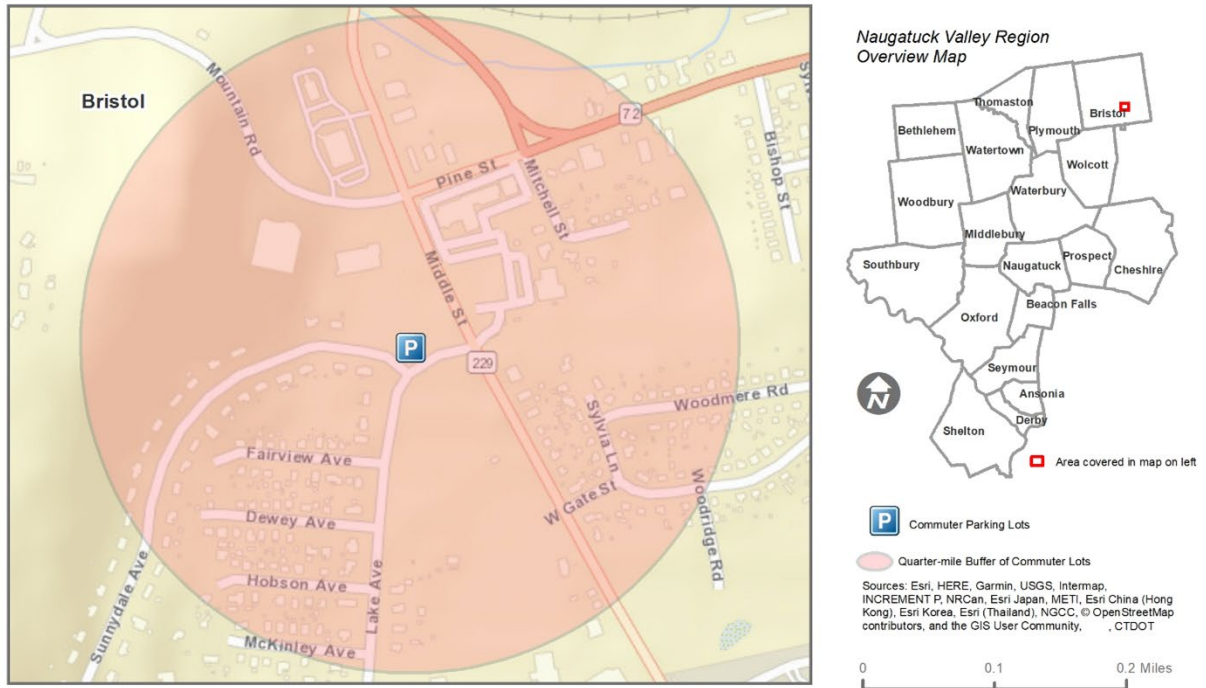 Bristol
Mountain Rd
72
Sylv
Bishop St
Pine St
Mitchell St
Middle St
P
229
Woodmere Rd
Sylvia Ln
Fairview Ave
W Gate St
Woodridge Rd
Dewey Ave
Hobson Ave
Lake Ave
Sunnydale Ave
McKinley Ave
Naugatuck Valley Region
Overview Map
Thomaston
Bristol
Bethlehem
Plymouth
Watertown
Wolcott
Waterbury
Woodbury
Middlebury
Southbury
Naugatuck
Prospect
Cheshire
Beacon Falls
Oxford
Seymour
Ansonia
Derby
Shelton
N
Area covered in map on left
P
Commuter Parking Lots
Quarter-mile Buffer of Commuter Lots
Sources: Esri, HERE, Garmin, USGS, Intermap,
INCREMENT P, NRCan, Esri Japan, METI, Esri China (Hong
Kong), Esri Korea, Esri (Thailand), NGCC, © OpenStreetMap
contributors, and the GIS User Community, , CTDOT
0 0.1 0.2 Miles